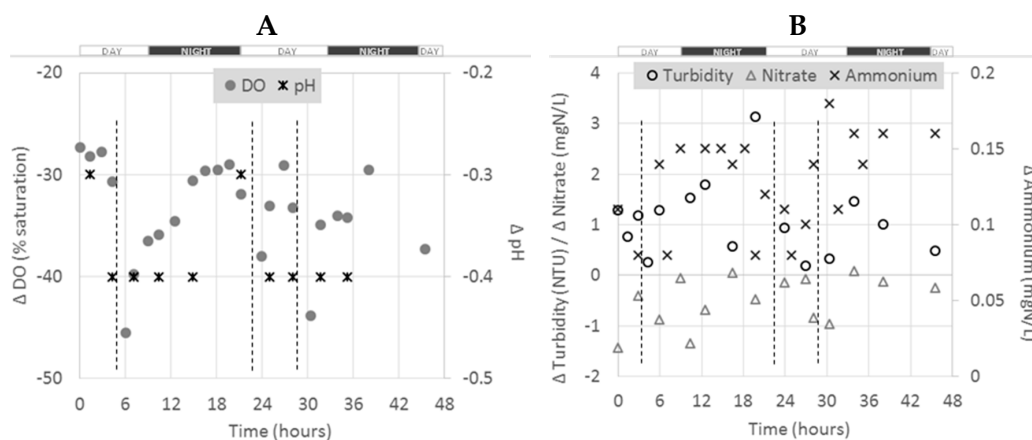 A
B
DAY NIGHT DAY NIGHT DAY
DAY NIGHT DAY NIGHT DAY
-20 -0.2
DO pH
-30 -0.3
-40 -0.4
-50 -0.5
0 6 12 18 24 30 36 42 48
Time (hours)
Δ DO (% saturation)
Δ pH
4 0.2
Turbidity Nitrate Ammonium
3
2 0.15
1 0.1
0
-1 0.05
-2 0
0 6 12 18 24 30 36 42 48
Time (hours)
Δ Turbidity (NTU) / Δ Nitrate (mgN/L)
Δ Ammonium (mgN/L)